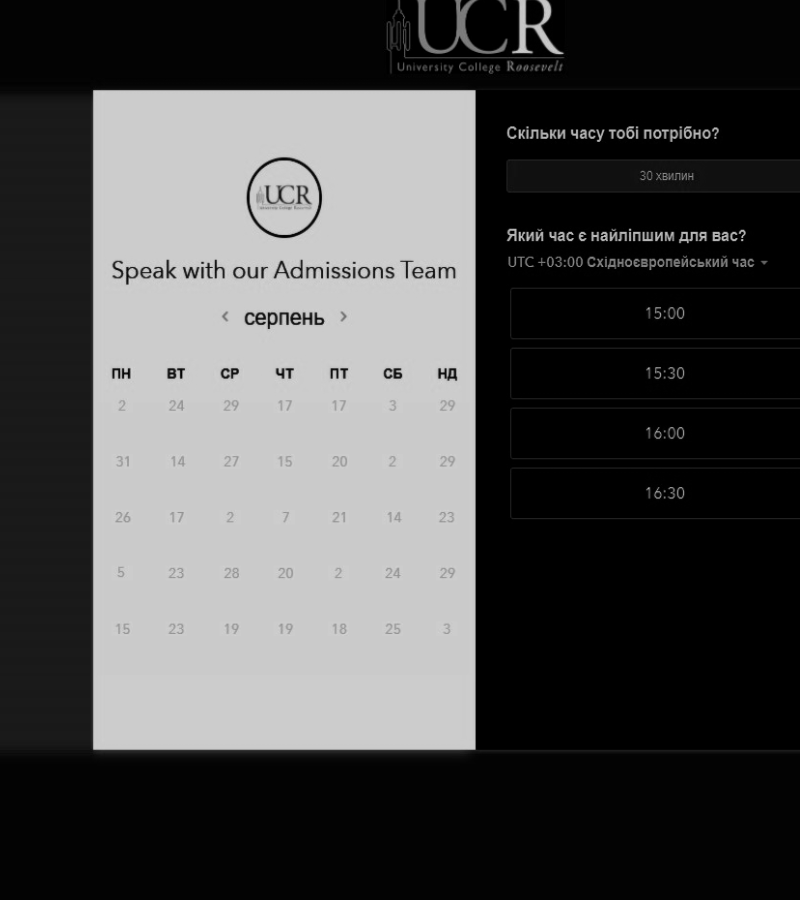 UCR
University College Roosevelt
UCR
University College Roosevelt
Speak with our Admissions Team
‹ серпень ›
ПН ВТ СР ЧТ ПТ СБ НД
2 24 29 17 17 3 29
31 14 27 15 20 2 29
26 17 2 7 21 14 23
5 23 28 20 2 24 29
15 23 19 19 18 25 3
Скільки часу тобі потрібно?
30 хвилин
Який час є найліпшим для вас?
UTC +03:00 Східноєвропейський час
15:00
15:30
16:00
16:30